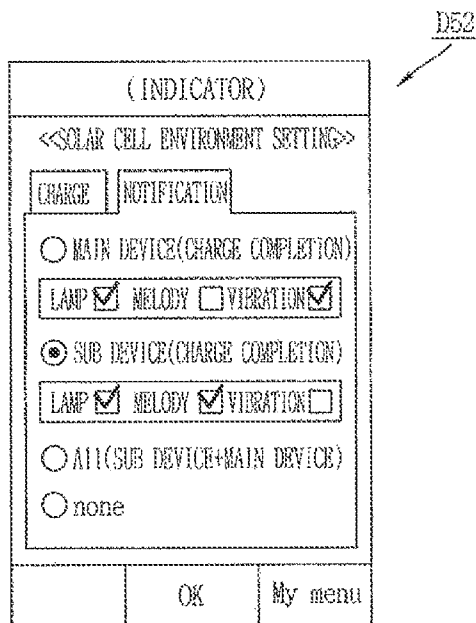 D52
(INDICATOR)
<<SOLAR CELL ENVIRONMENT SETTING>>
CHARGE NOTIFICATION
MAIN DEVICE(CHARGE COMPLETION)
LAMP MELODY VIBRATION
SUB DEVICE(CHARGE COMPLETION)
LAMP MELODY VIBRATION
All(SUB DEVICE+MAIN DEVICE)
none
OK My menu